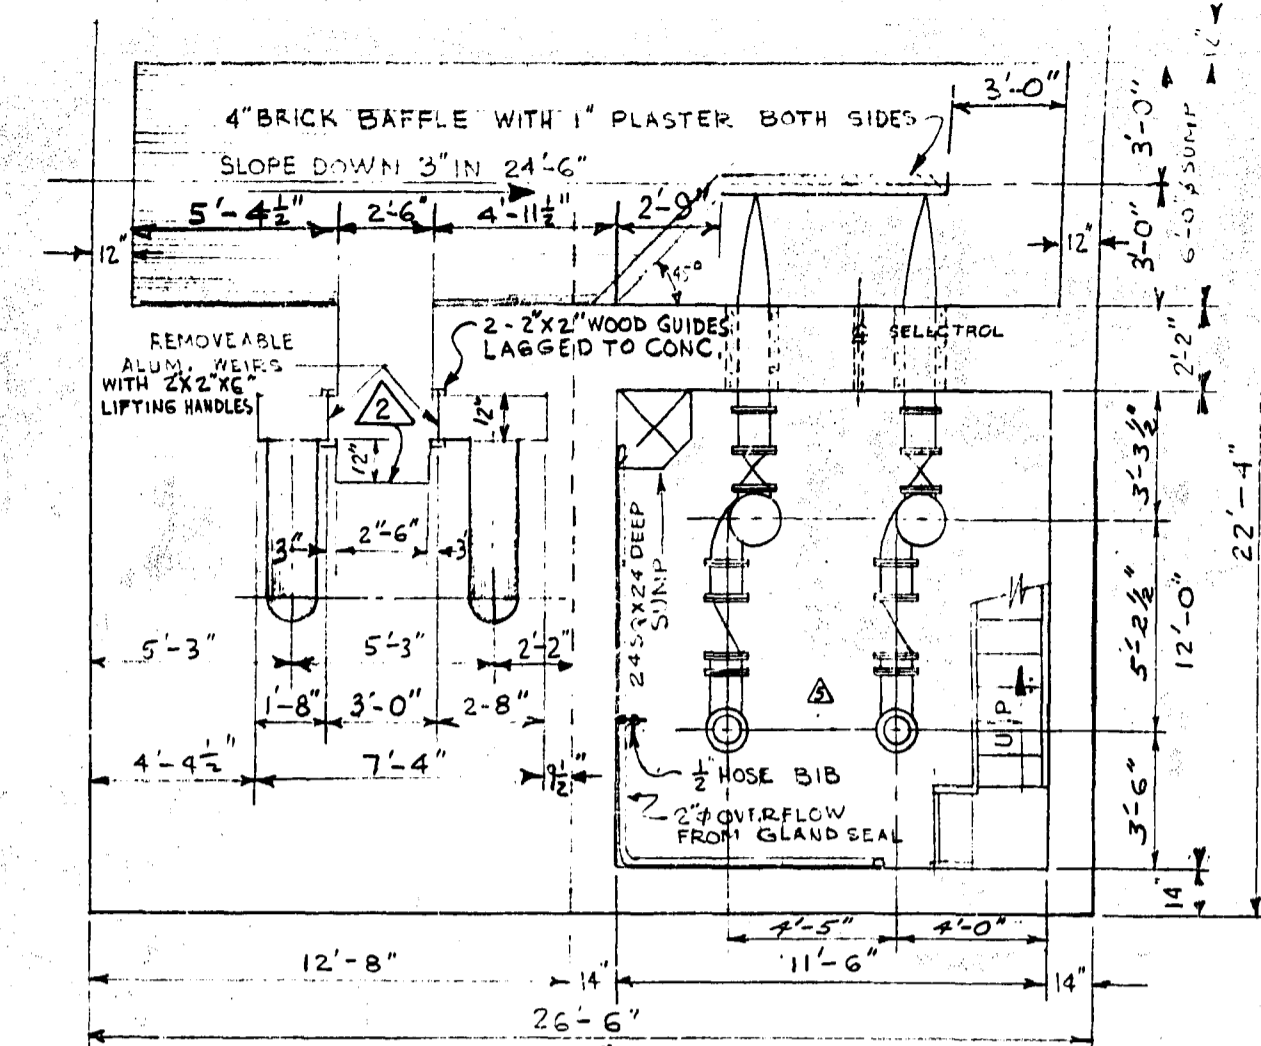 12"
3'-0"
4" BRICK BAFFLE WITH 1" PLASTER BOTH SIDES
SLOPE DOWN 3" IN 24'-6"
5'-4½" 2'-6" 4'-11½" 2'-9"
12" 12"
45°
3'-0"
3'-0"
6'-0" SUMP
2'-2"
REMOVEABLE
ALUM. WEIRS
WITH 2"X2"X6"
LIFTING HANDLES
2-2"X2" WOOD GUIDES
LAGGED TO CONC.
SELECTROL
2
12"
12"
3" 2'-6" 3"
24 SQ X 24" DEEP
SUMP
3'-3½"
5'-2½"
12'-0"
22'-4"
5'-3" 5'-3" 2'-2"
1'-8" 3'-0" 2-8"
4'-4½" 7'-4" 9½"
5
UP
½" HOSE BIB
2"φ OVERFLOW
FROM GLAND SEAL
3'-6"
14"
4'-5" 4'-0"
12'-8" 14" 11'-6" 14"
26'-6"